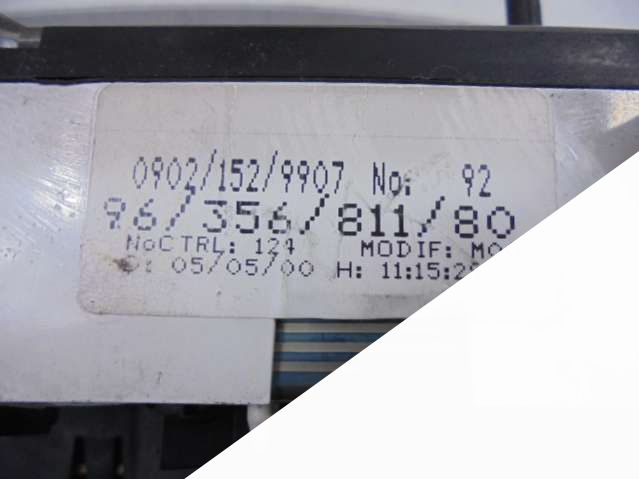 0902/152/9907 No: 92
96/356/811/80
NoCTRL: 124 MODIF:
D: 05/05/00 H: 11:15:2